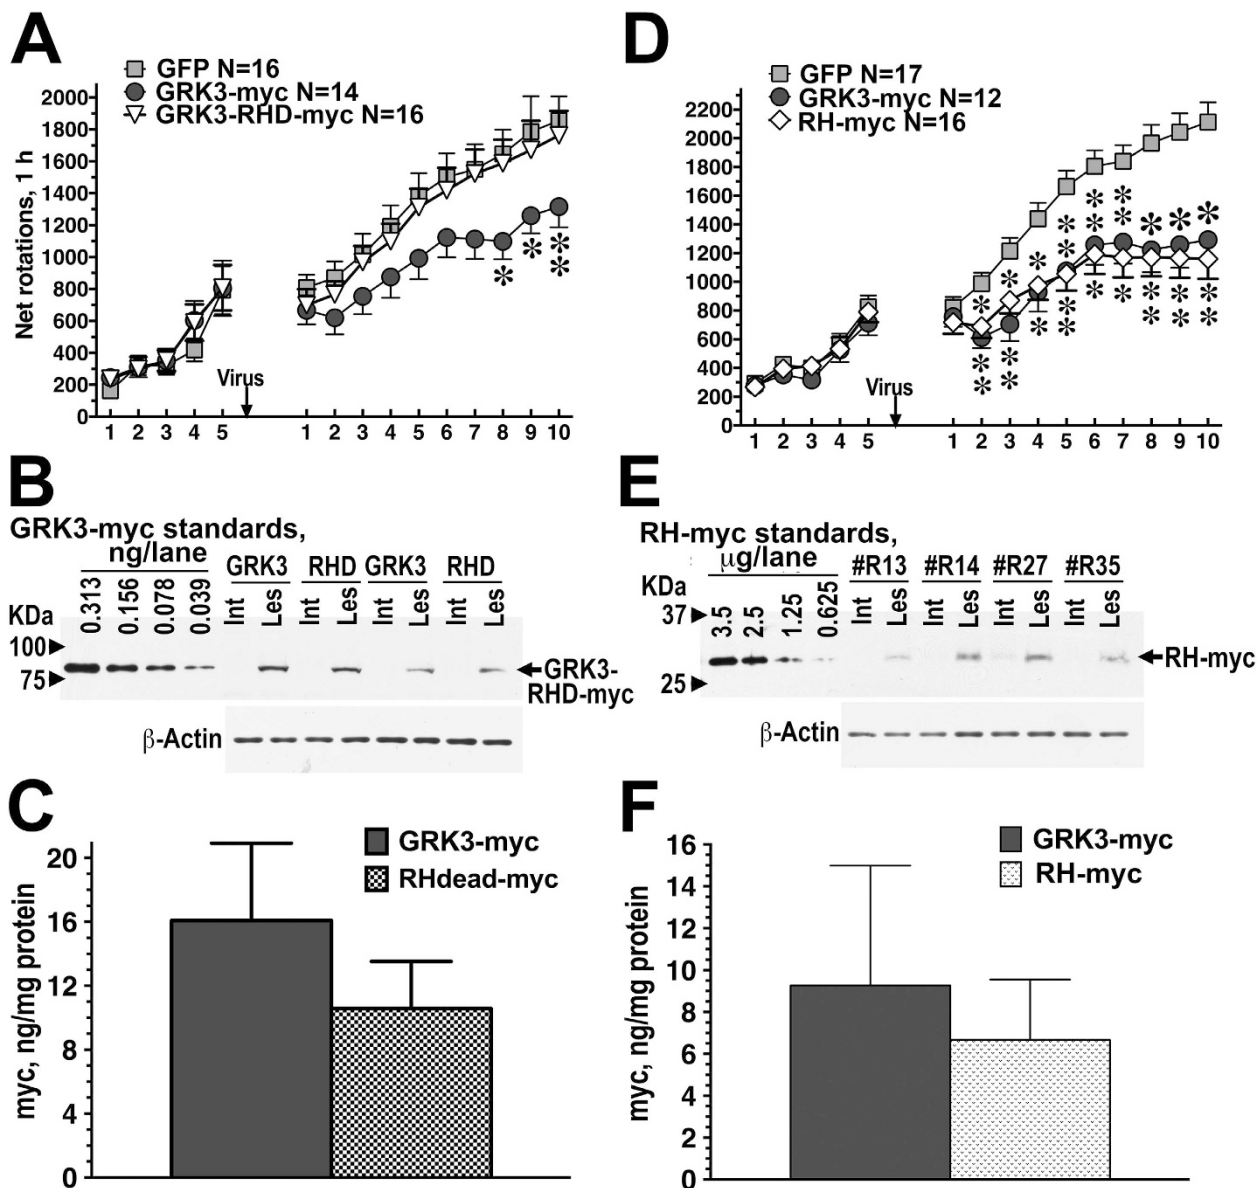 A
GFP N=16
GRK3-myc N=14
GRK3-RHD-myc N=16
Net rotations, 1 h
2000
1800
1600
1400
1200
1000
800
600
400
200
0
Virus
* * * *
1 2 3 4 5 1 2 3 4 5 6 7 8 9 10
D
GFP N=17
GRK3-myc N=12
RH-myc N=16
2200
2000
1800
1600
1400
1200
1000
800
600
400
200
0
Virus
* * * * * * * * * * * *
* * * * * * * * * * * * * * *
1 2 3 4 5 1 2 3 4 5 6 7 8 9 10
B
GRK3-myc standards,
ng/lane
0.313 0.156 0.078 0.039
GRK3 RHD GRK3 RHD
Int Les Int Les Int Les Int Les
KDa
100
75
GRK3-
RHD-myc
β-Actin
E
RH-myc standards,
μg/lane
3.5 2.5 1.25 0.625
#R13 #R14 #R27 #R35
Int Les Int Les Int Les Int Les
KDa
37
25
RH-myc
β-Actin
C
GRK3-myc
RHdead-myc
myc, ng/mg protein
20
16
12
8
4
0
F
GRK3-myc
RH-myc
myc, ng/mg protein
16
14
12
10
8
6
4
2
0